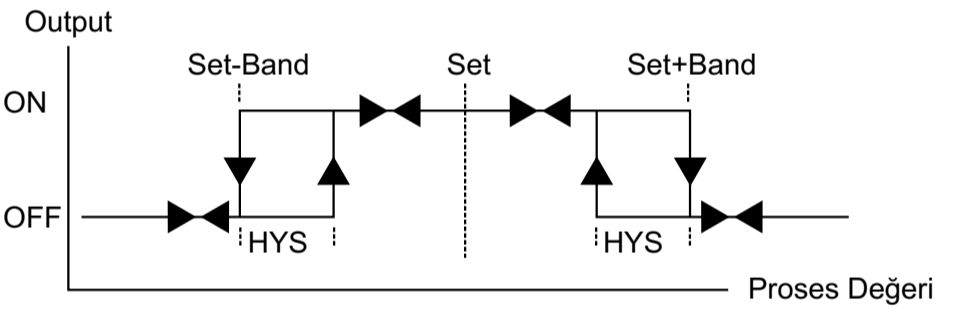 Output
Set-Band
Set
Set+Band
ON
OFF
HYS
HYS
Proses Değeri